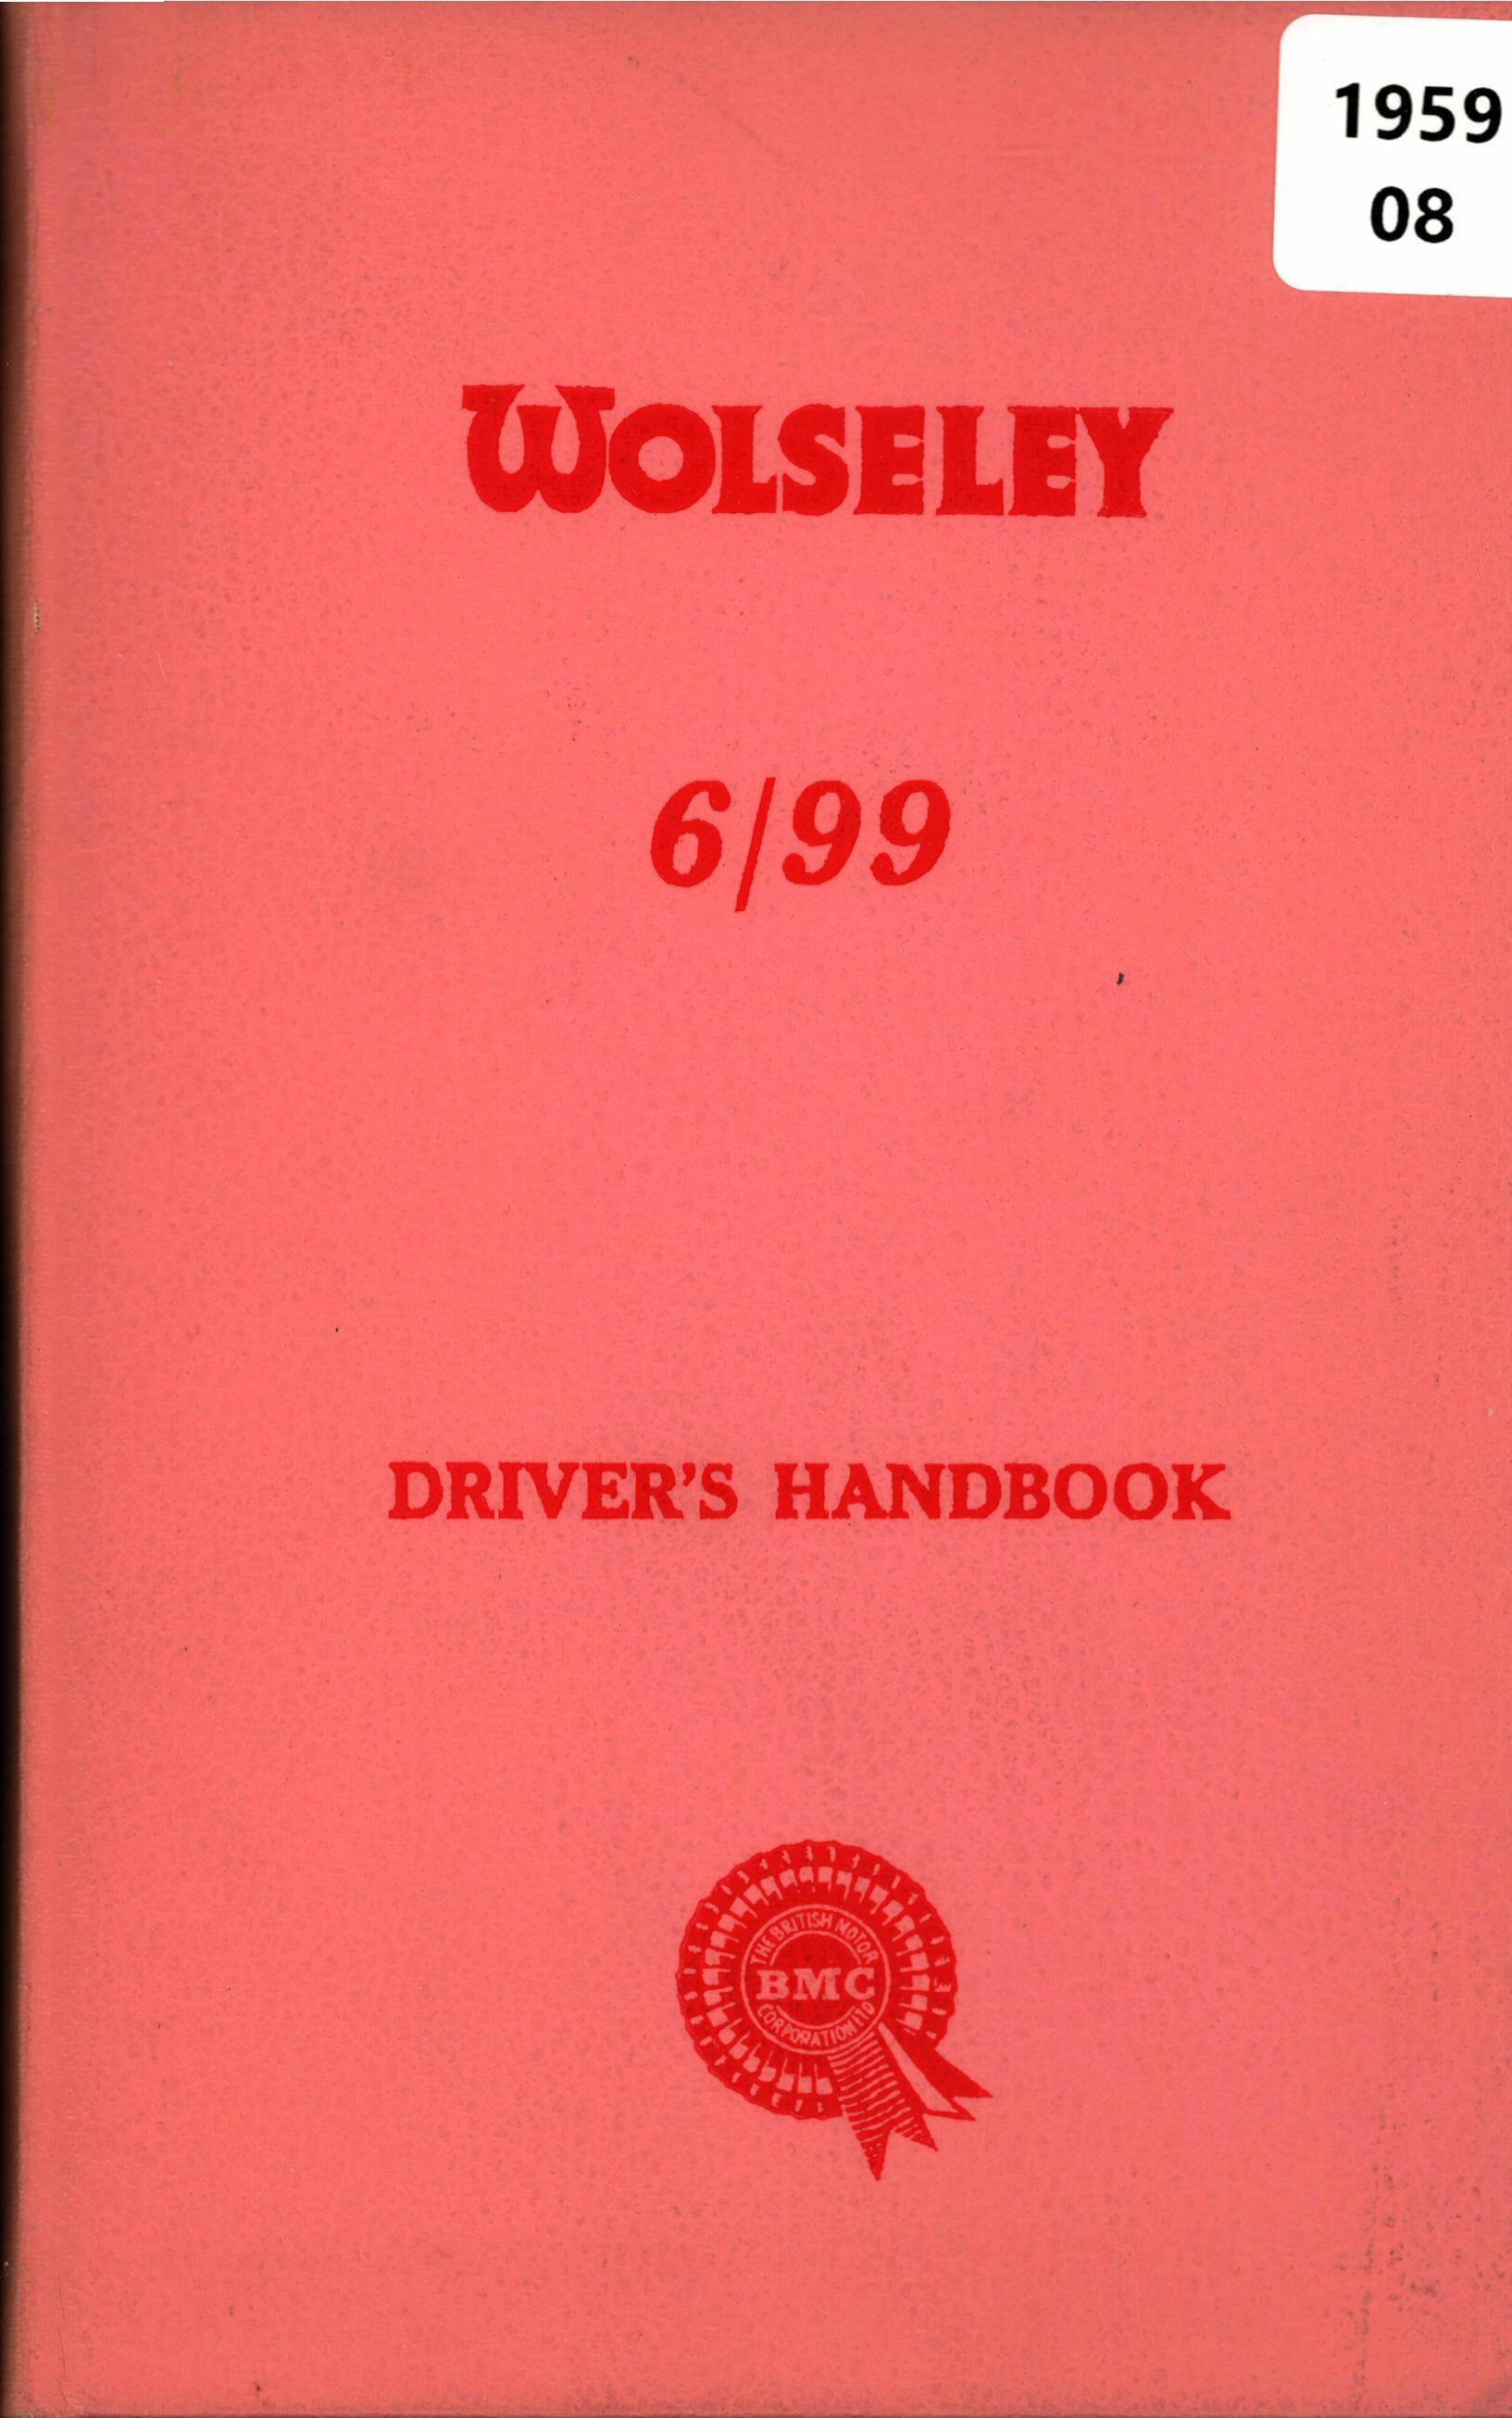 1959
08
WOLSELEY
6/99
DRIVER'S HANDBOOK
THE BRITISH MOTOR
BMC
CORPORATION LTD